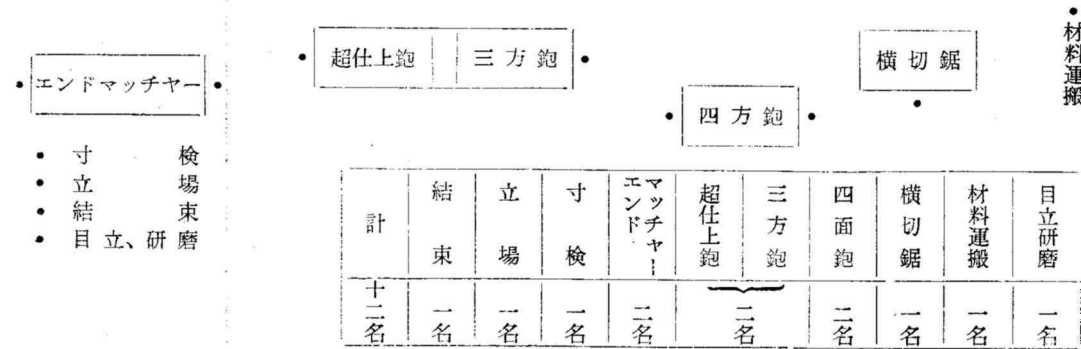 •材料運搬
横切鋸
四方鉋
超仕上鉋 三方鉋
エンドマッチャー
• 寸検
• 立場
• 結束
• 目立、研磨
目立研磨 一名
材料運搬 一名
横切鋸 一名
四面鉋 二名
三方鉋 超仕上鉋 二名
エンドマッチャー 二名
寸検 一名
立場 一名
結束 一名
計 十二名